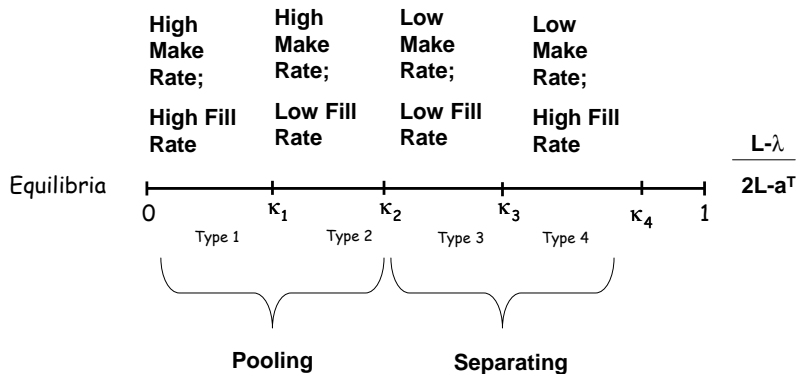 High
Make
Rate;
High Fill
Rate
High
Make
Rate;
Low Fill
Rate
Low
Make
Rate;
Low Fill
Rate
Low
Make
Rate;
High Fill
Rate
L-λ
2L-aᵀ
Equilibria
0 κ₁ κ₂ κ₃ κ₄ 1
Type 1 Type 2 Type 3 Type 4
Pooling Separating